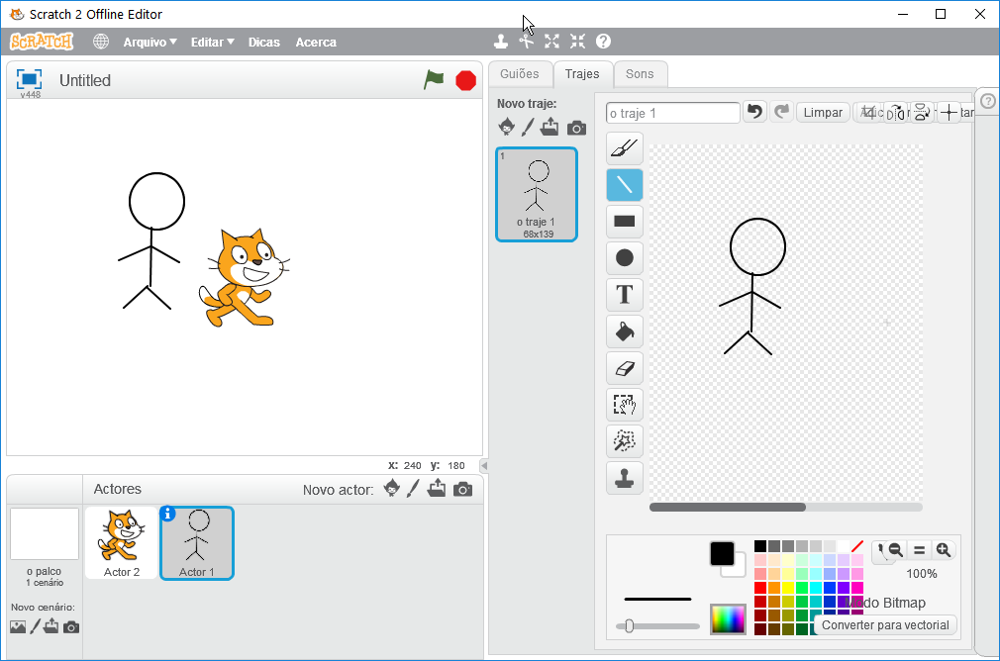 Scratch 2 Offline Editor
SCRATCH
Arquivo Editar Dicas Acerca
v448
Untitled
Guiões Trajes Sons
Novo traje:
1
o traje 1
68x139
o traje 1
Limpar
x: 240 y: 180
Actores Novo actor:
o palco
1 cenário
Novo cenário:
Actor 2
Actor 1
100%
Modo Bitmap
Converter para vectorial